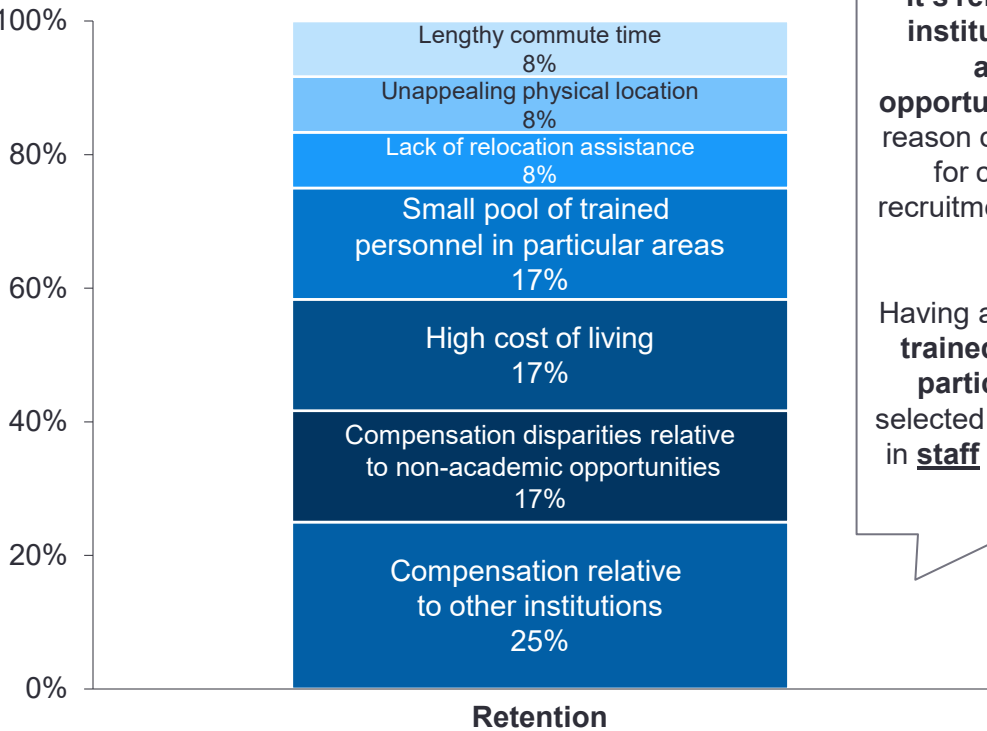 100%
80%
60%
40%
20%
0%
Lengthy commute time
8%
Unappealing physical location
8%
Lack of relocation assistance
8%
Small pool of trained
personnel in particular areas
17%
High cost of living
17%
Compensation disparities relative
to non-academic opportunities
17%
Compensation relative
to other institutions
25%
Retention
reason
for
Having
in staff
selected